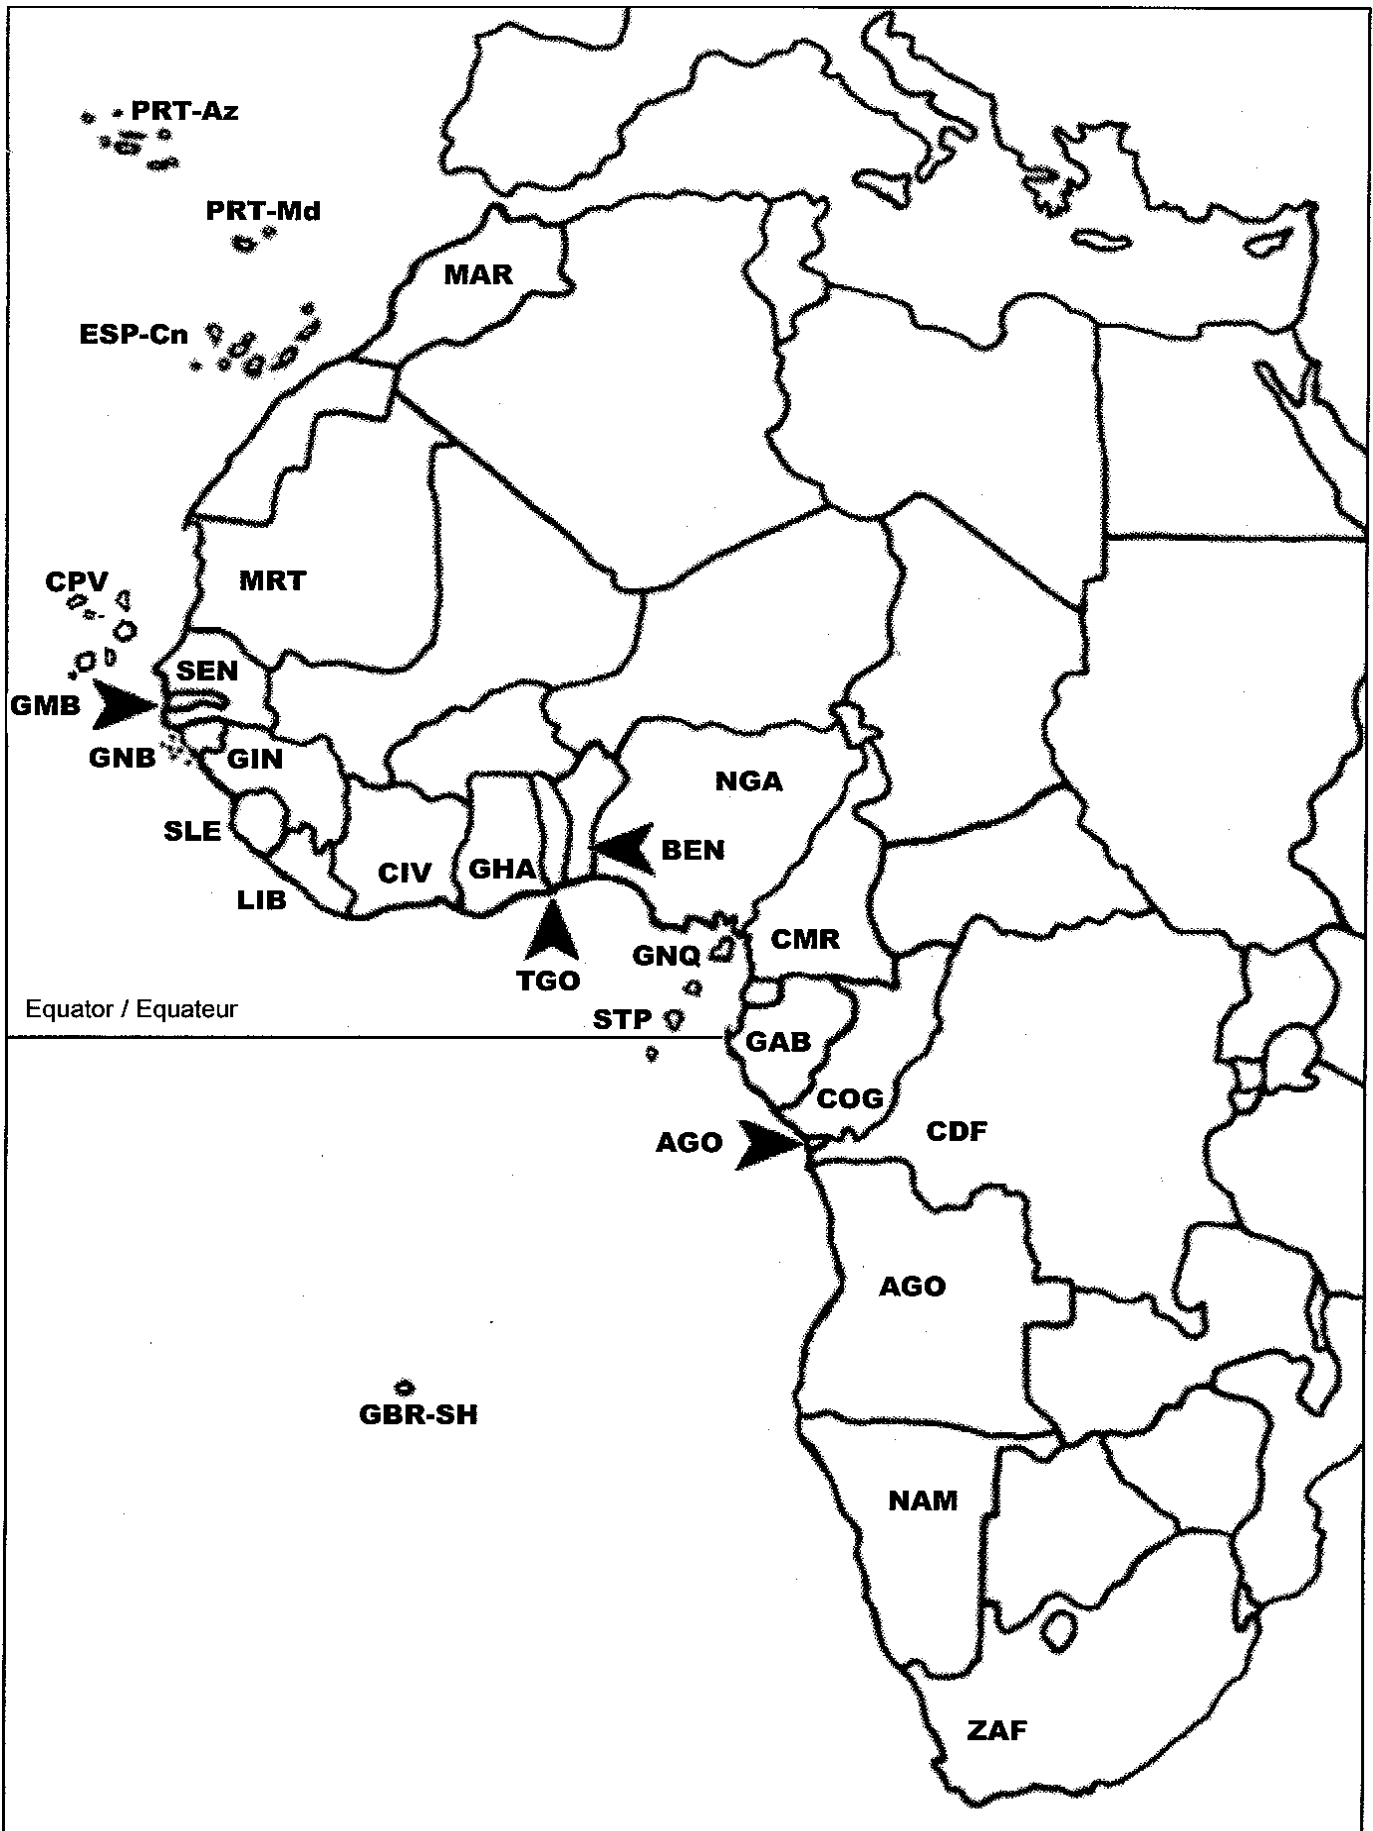 PRT-Az
PRT-Md
MAR
ESP-Cn
MRT
CPV
SEN
GMB
GNB
GIN
NGA
SLE
BEN
CIV
GHA
LIB
CMR
GNQ
TGO
Equator / Equateur
STP
GAB
COG
CDF
AGO
AGO
GBR-SH
NAM
ZAF